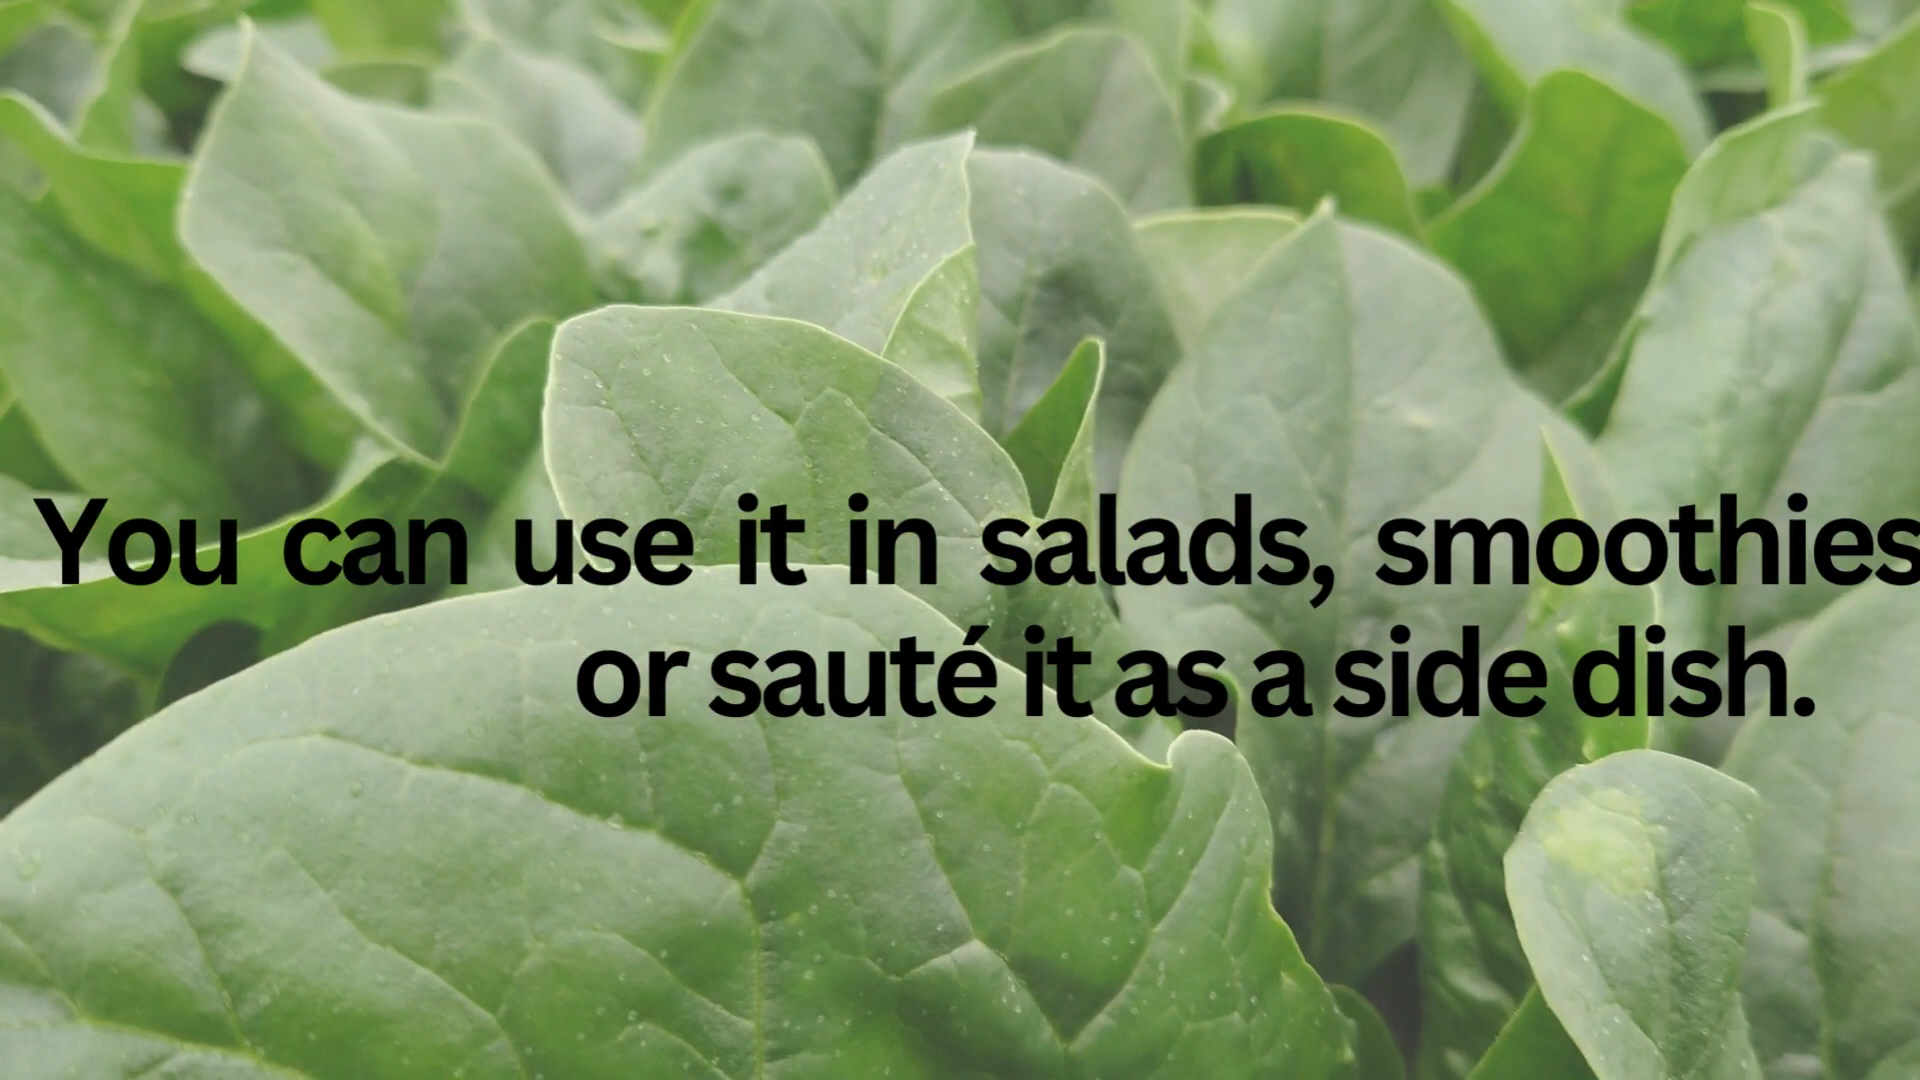 You can use it in salads, smoothies
or sauté it as a side dish.